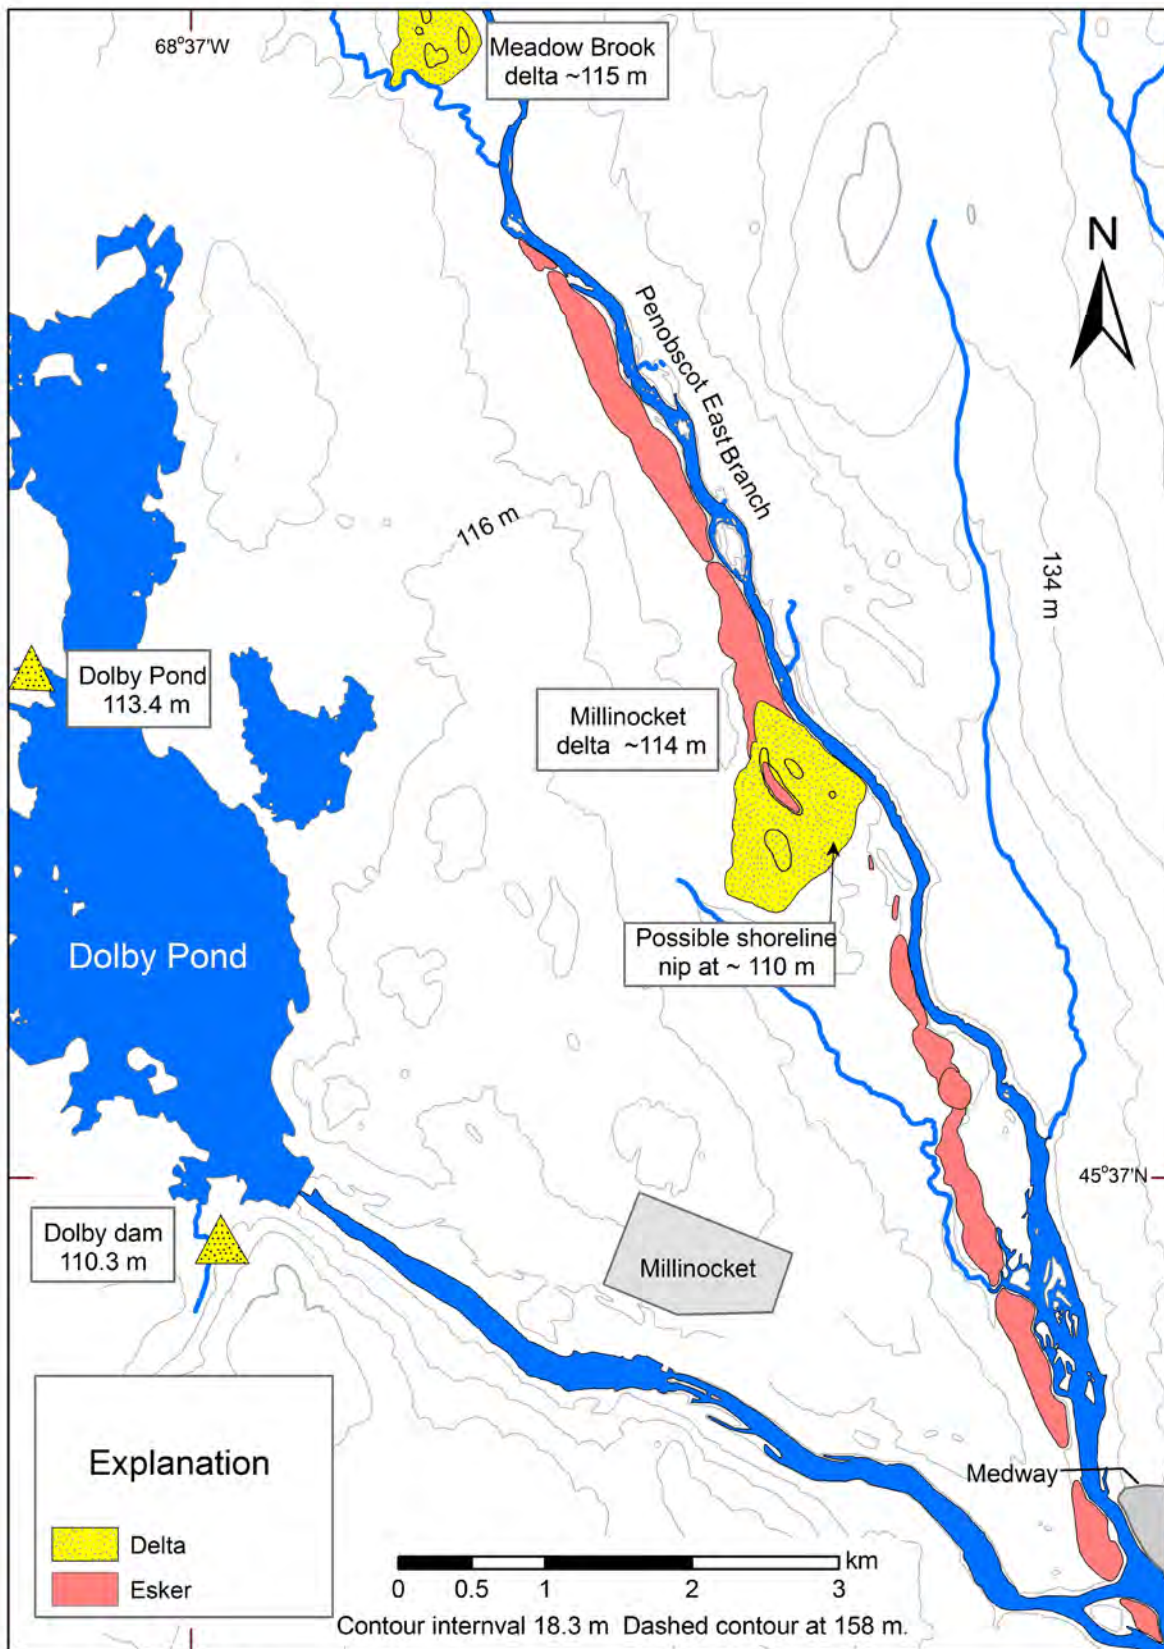 68°37'W
Meadow Brook
delta ~115 m
N
Penobscot East Branch
116 m
134 m
Dolby Pond
113.4 m
Millinocket
delta ~114 m
Possible shoreline
nip at ~ 110 m
Dolby Pond
45°37'N
Dolby dam
110.3 m
Millinocket
Medway
Explanation
Delta
Esker
km
0 0.5 1 2 3
Contour internval 18.3 m Dashed contour at 158 m.